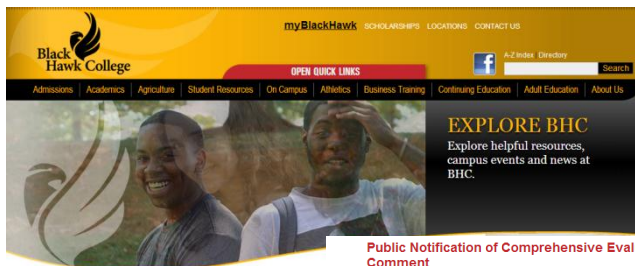 myBlackHawk SCHOLARSHIPS LOCATIONS CONTACT US
Black
Hawk College
A-Z Index | Directory
Search
OPEN QUICK LINKS
Admissions | Academics | Agriculture | Student Resources | On Campus | Athletics | Business Training | Continuing Education | Adult Education | About Us
EXPLORE BHC
Explore helpful resources,
campus events and news at
BHC.
Public Notification of Comprehensive Eval
Comment